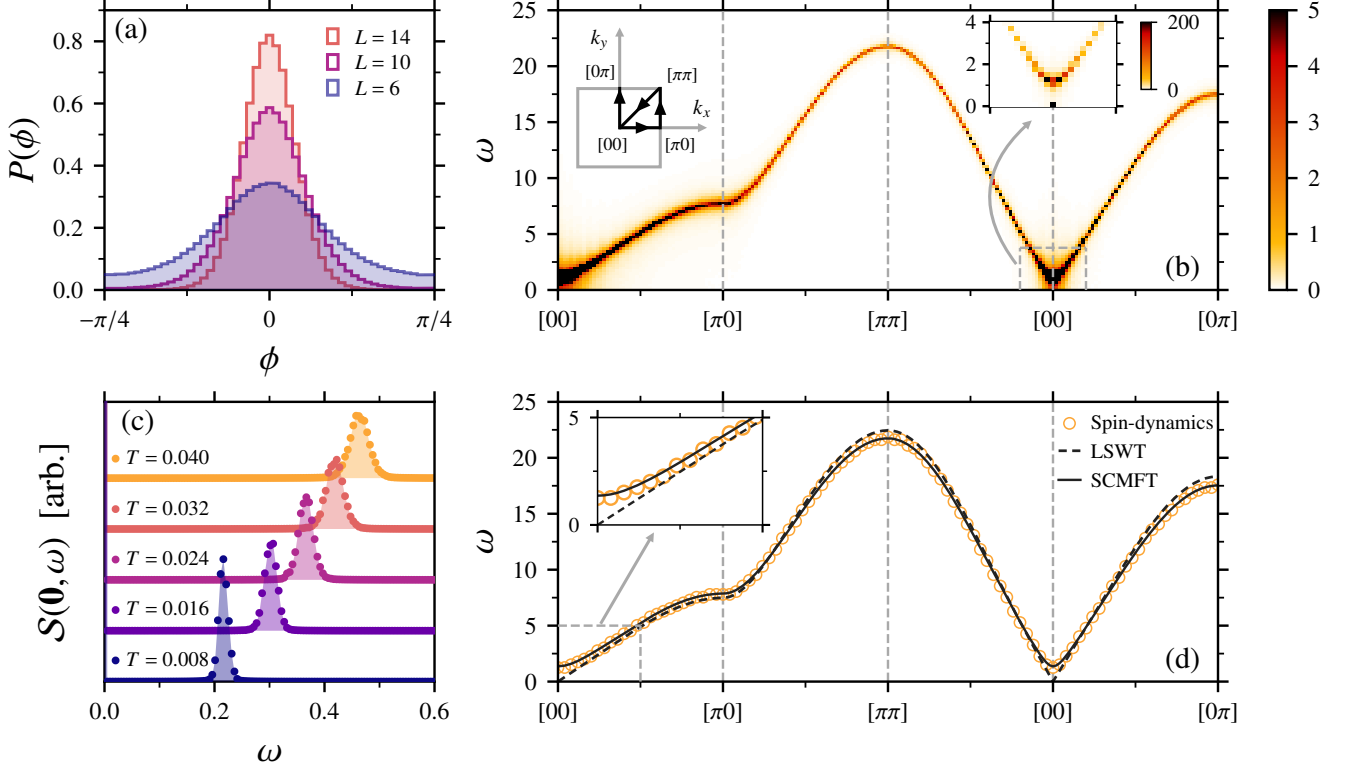 (a)
P(ϕ)
0.8
0.6
0.4
0.2
0.0
L = 14
L = 10
L = 6
−π/4
0
π/4
ϕ
ω
25
20
15
10
5
0
k_y
[0π]
[ππ]
k_x
[00]
[π0]
4
2
0
200
0
(b)
[00]
[π0]
[ππ]
[00]
[0π]
5
4
3
2
1
0
(c)
S(0, ω) [arb.]
T = 0.040
T = 0.032
T = 0.024
T = 0.016
T = 0.008
0.0
0.2
0.4
0.6
ω
ω
25
20
15
10
5
0
5
0
Spin-dynamics
LSWT
SCMFT
(d)
[00]
[π0]
[ππ]
[00]
[0π]